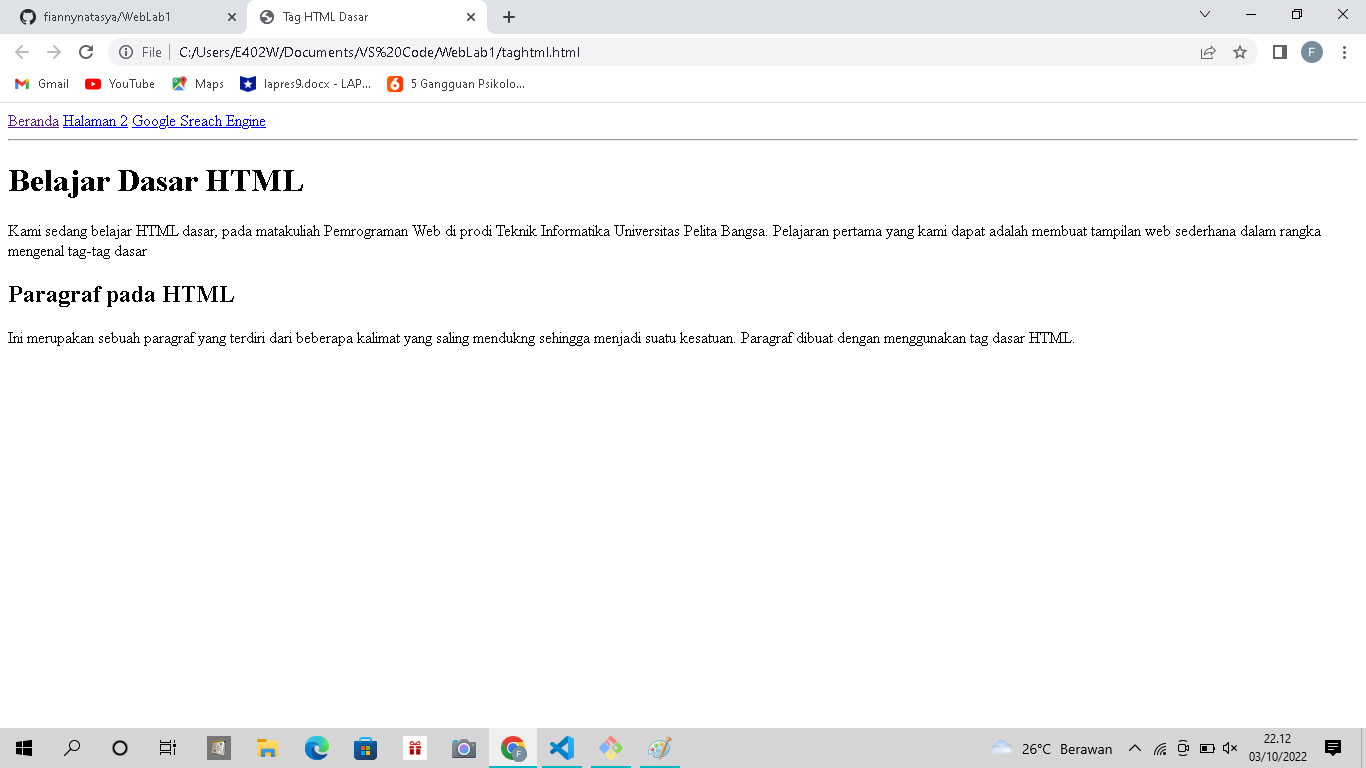 fiannynatasya/WebLab1
Tag HTML Dasar
File
C:/Users/E402W/Documents/VS%20Code/WebLab1/taghtml.html
F
Gmail
YouTube
Maps
lapres9.docx - LAP...
5 Gangguan Psikolo...
Beranda Halaman 2 Google Sreach Engine
Belajar Dasar HTML
Kami sedang belajar HTML dasar, pada matakuliah Pemrograman Web di prodi Teknik Informatika Universitas Pelita Bangsa. Pelajaran pertama yang kami dapat adalah membuat tampilan web sederhana dalam rangka
mengenal tag-tag dasar
Paragraf pada HTML
Ini merupakan sebuah paragraf yang terdiri dari beberapa kalimat yang saling mendukng sehingga menjadi suatu kesatuan. Paragraf dibuat dengan menggunakan tag dasar HTML.
F
26°C Berawan
22.12
03/10/2022